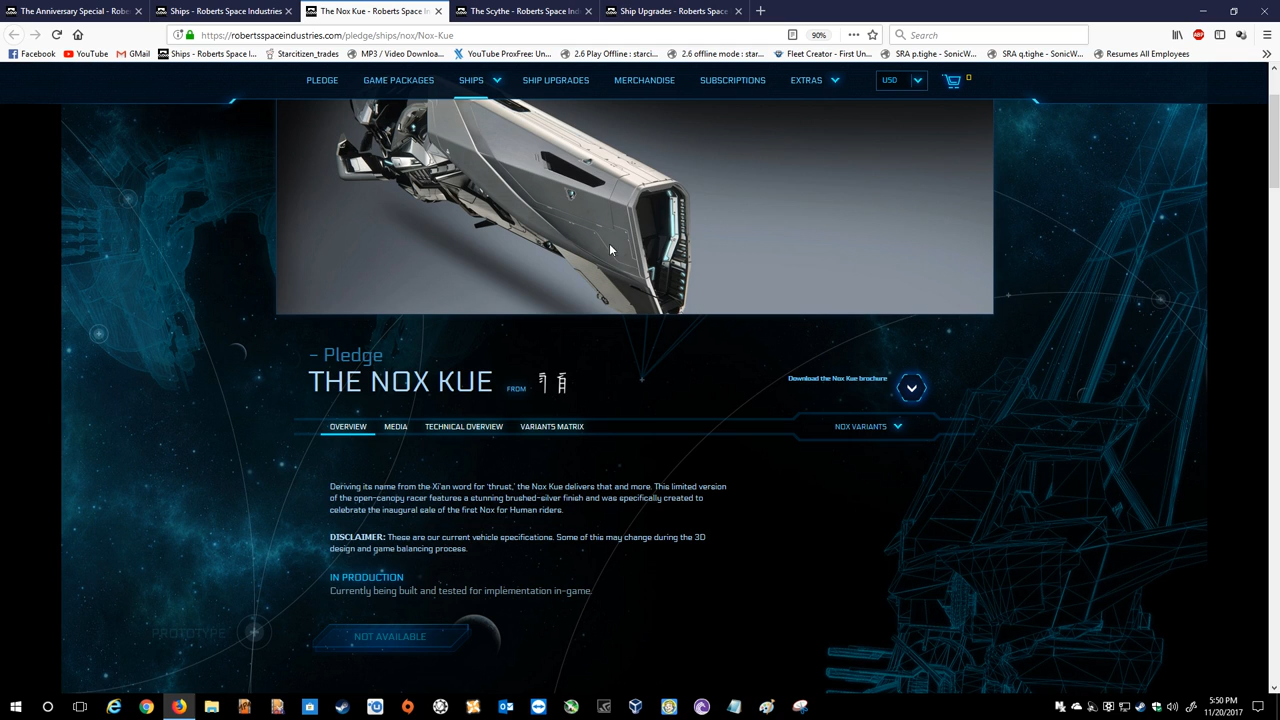 The Anniversary Special - Robe
Ships - Roberts Space Industries
The Nox Kue - Roberts Space In
The Scythe - Roberts Space Ind
Ship Upgrades - Roberts Space
https://robertsspaceindustries.com/pledge/ships/nox/Nox-Kue
90%
Search
Facebook
YouTube
GMail
Ships - Roberts Space I...
Starcitizen_trades
MP3 / Video Downloa...
YouTube ProxFree: Un...
2.6 Play Offline : starci...
2.6 offline mode : star...
Fleet Creator - First Un...
SRA p.tighe - SonicW...
SRA q.tighe - SonicW...
Resumes All Employees
PLEDGE
GAME PACKAGES
SHIPS
SHIP UPGRADES
MERCHANDISE
SUBSCRIPTIONS
EXTRAS
USD
0
- Pledge
THE NOX KUE
FROM
Download the Nox Kue brochure
OVERVIEW
MEDIA
TECHNICAL OVERVIEW
VARIANTS MATRIX
NOX VARIANTS
Deriving its name from the Xi'an word for 'thrust,' the Nox Kue delivers that and more. This limited version
of the open-canopy racer features a stunning brushed-silver finish and was specifically created to
celebrate the inaugural sale of the first Nox for Human riders.
DISCLAIMER: These are our current vehicle specifications. Some of this may change during the 3D
design and game balancing process.
IN PRODUCTION
Currently being built and tested for implementation in-game.
PROTOTYPE
NOT AVAILABLE
5:50 PM
11/20/2017